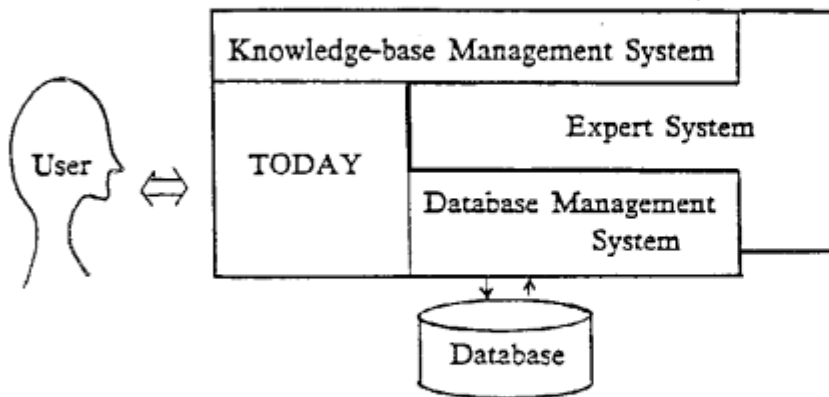 Knowledge-base Management System
Expert System
User
TODAY
Database Management
System
Database